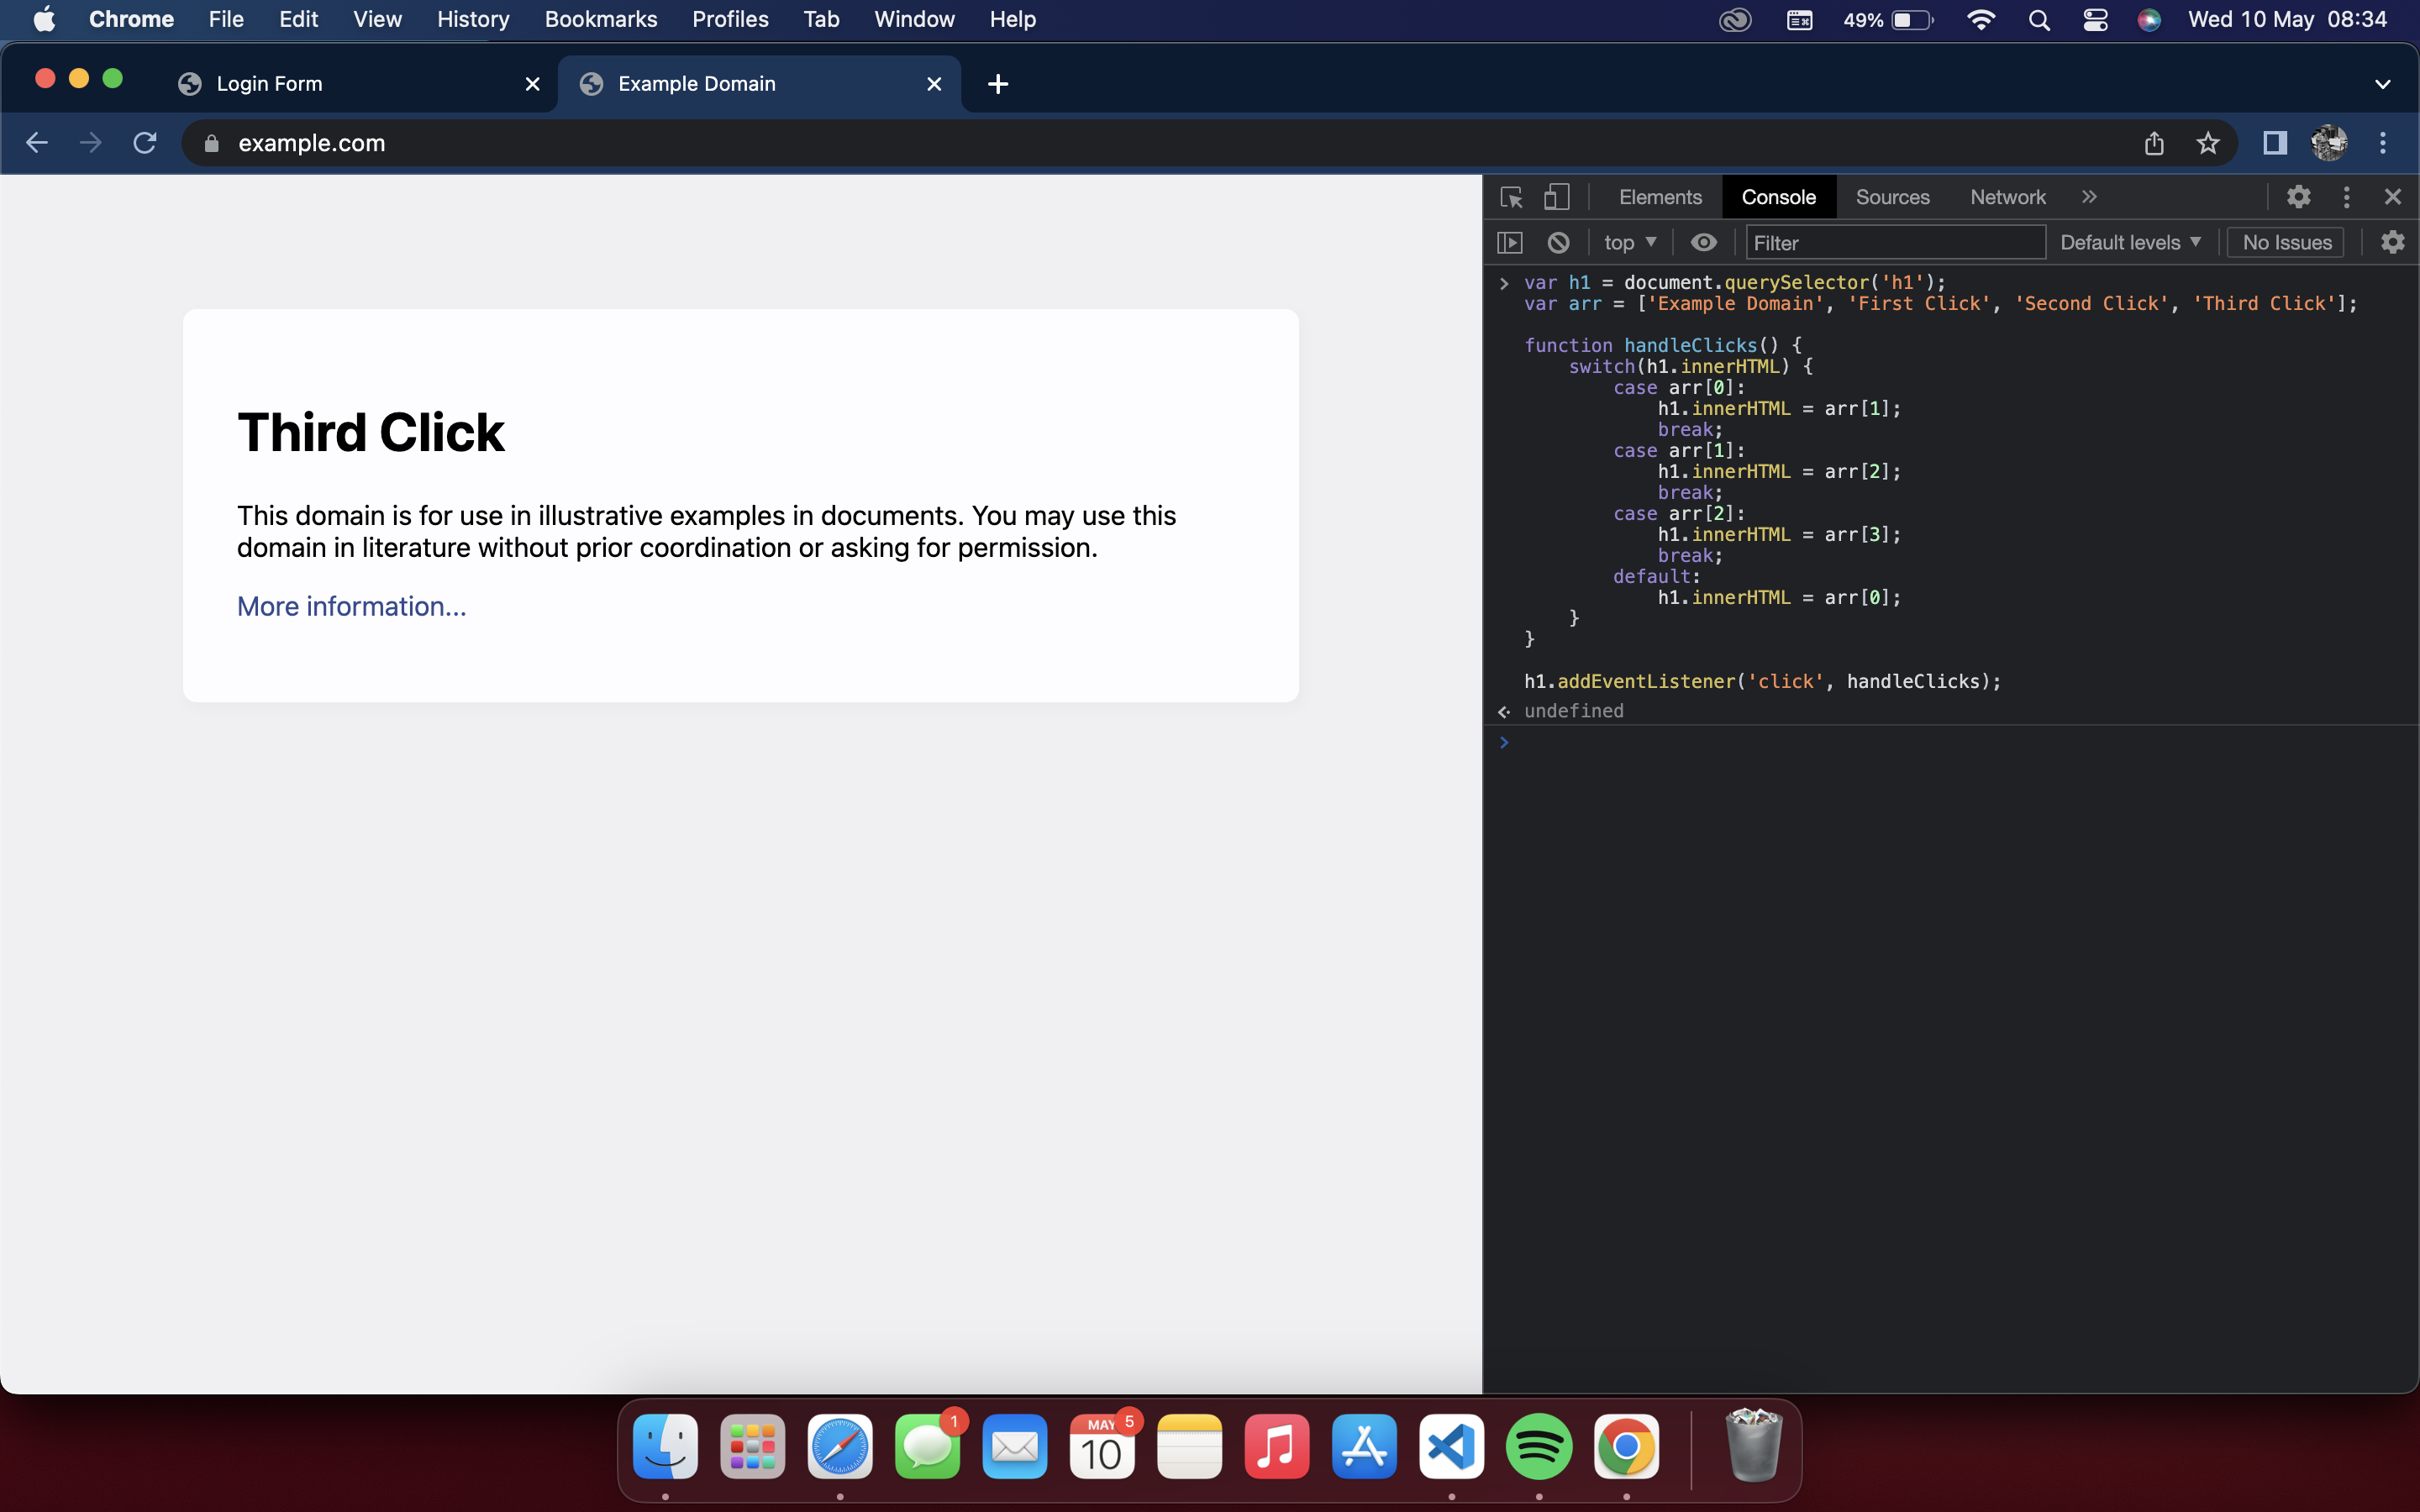 Chrome File Edit View History Bookmarks Profiles Tab Window Help 49% Wed 10 May 08:34
Login Form Example Domain
example.com
Elements Console Sources Network
top Filter Default levels No Issues
Third Click
This domain is for use in illustrative examples in documents. You may use this
domain in literature without prior coordination or asking for permission.
More information...
var h1 = document.querySelector('h1');
var arr = ['Example Domain', 'First Click', 'Second Click', 'Third Click'];
function handleClicks() {
switch(h1.innerHTML) {
case arr[0]:
h1.innerHTML = arr[1];
break;
case arr[1]:
h1.innerHTML = arr[2];
break;
case arr[2]:
h1.innerHTML = arr[3];
break;
default:
h1.innerHTML = arr[0];
}
}
h1.addEventListener('click', handleClicks);
undefined
1
MAY 5
10